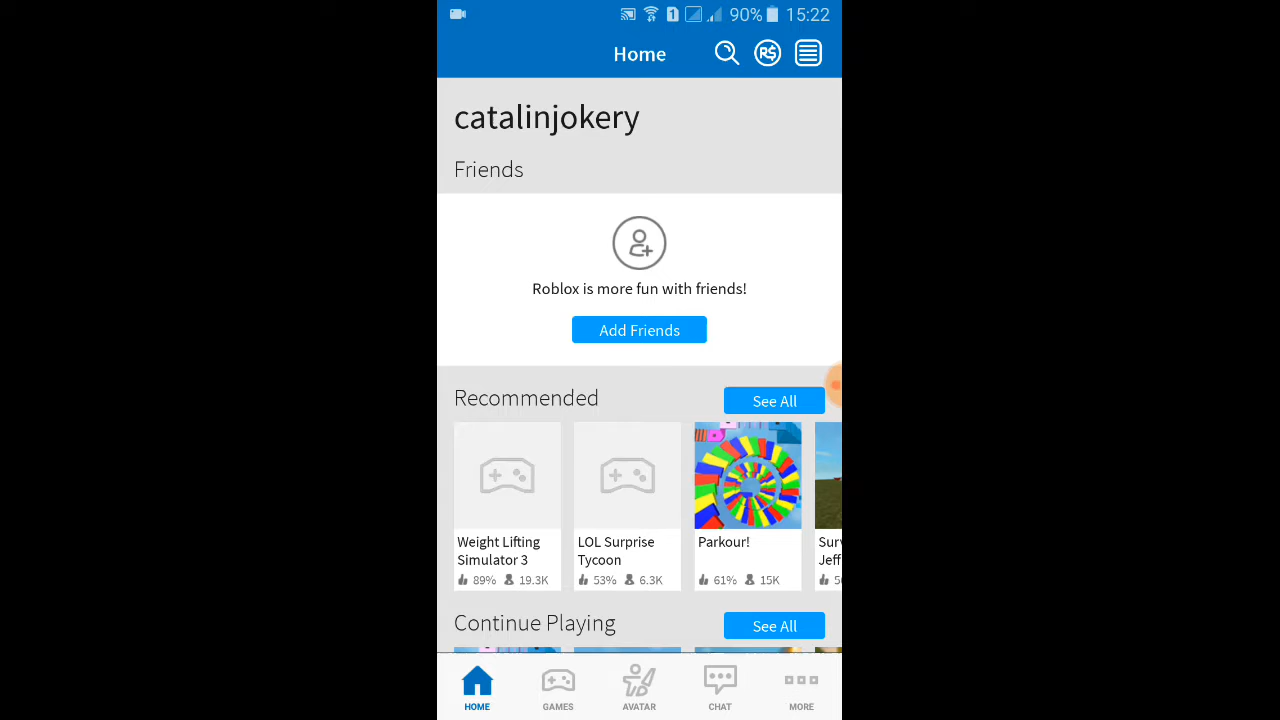 1 90% 15:22
Home R$
catalinjokery
Friends
Roblox is more fun with friends!
Add Friends
Recommended See All
Weight Lifting
Simulator 3
89% 19.3K
LOL Surprise
Tycoon
53% 6.3K
Parkour!
61% 15K
Jeff
Continue Playing See All
HOME GAMES AVATAR CHAT MORE